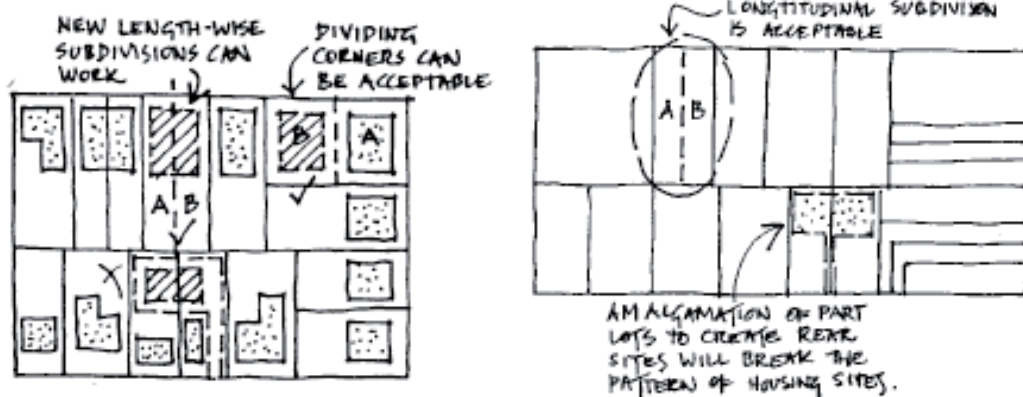 NEW LENGTH-WISE
SUBDIVISIONS CAN
WORK
DIVIDING
CORNERS CAN
BE ACCEPTABLE
B
A
A
B
LONGTITUDINAL SUBDIVISON
IS ACCEPTABLE
A
B
AMALGAMATION OF PART
LOTS TO CREATE REAR
SITES WILL BREAK THE
PATTERN OF HOUSING SITES.